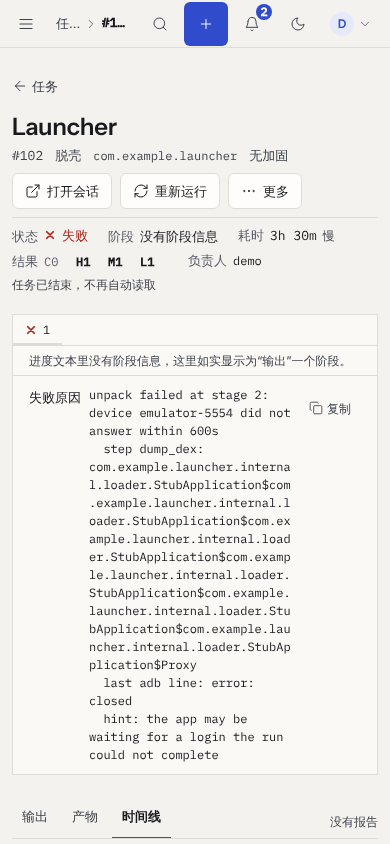 任... > #1...
2
D
← 任务
Launcher
#102 脱壳 com.example.launcher 无加固
打开会话 重新运行 ··· 更多
状态 × 失败 阶段 没有阶段信息 耗时 3h 30m 慢
结果 C0 H1 M1 L1 负责人 demo
任务已结束，不再自动读取
× 1
进度文本里没有阶段信息，这里如实显示为“输出”一个阶段。
失败原因 复制
unpack failed at stage 2:
device emulator-5554 did not
answer within 600s
step dump_dex:
com.example.launcher.interna
l.loader.StubApplication$com
.example.launcher.internal.l
oader.StubApplication$com.ex
ample.launcher.internal.load
er.StubApplication$com.examp
le.launcher.internal.loader.
StubApplication$com.example.
launcher.internal.loader.Stu
bApplication$com.example.lau
ncher.internal.loader.StubAp
plication$Proxy
last adb line: error:
closed
hint: the app may be
waiting for a login the run
could not complete
输出 产物 时间线 没有报告